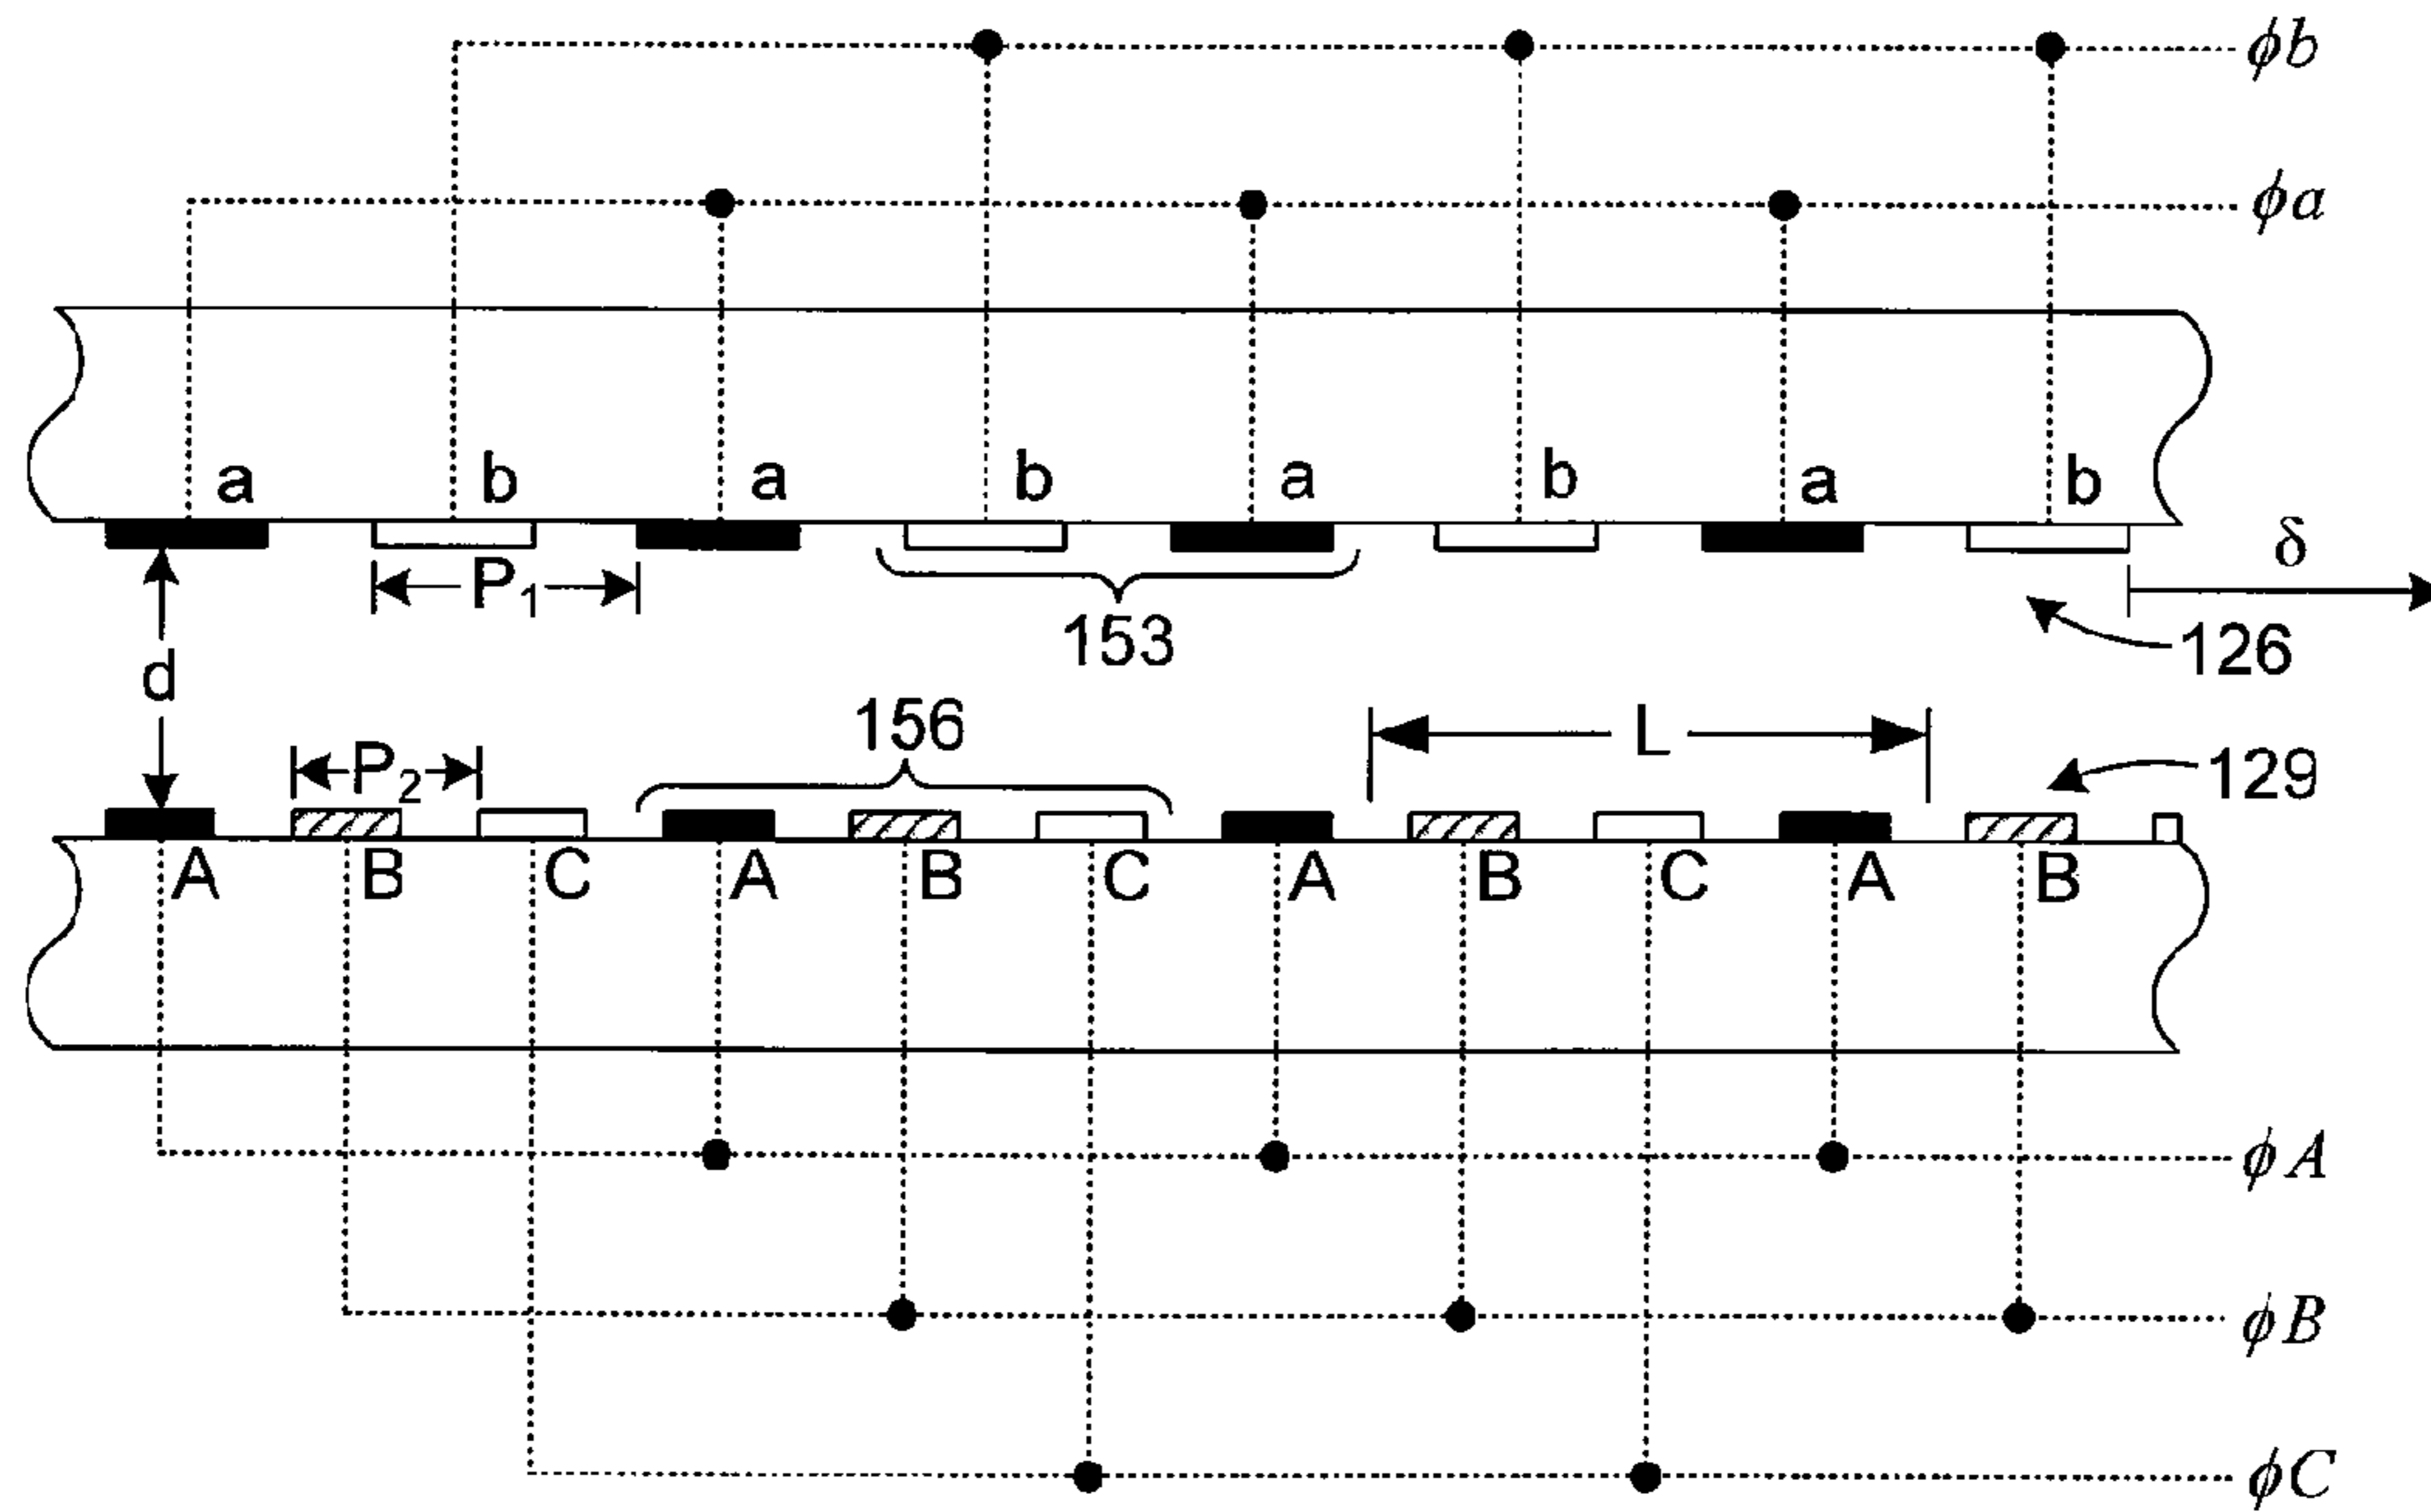 ϕb
ϕa
a b a b a b a b
δ
P₁
153
126
d
156
L
P₂
129
A B C A B C A B C A B
ϕA
ϕB
ϕC